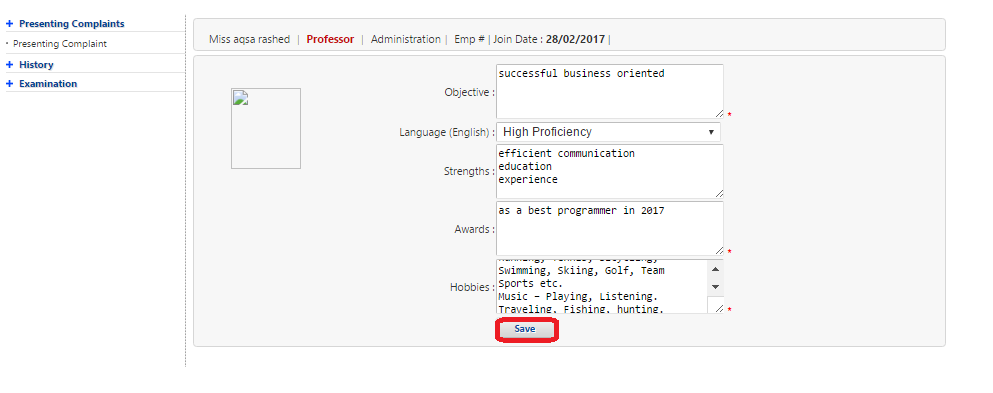 + Presenting Complaints
· Presenting Complaint
+ History
+ Examination
Miss aqsa rashed | Professor | Administration | Emp # | Join Date : 28/02/2017 |
Objective : successful business oriented *
Language (English) : High Proficiency
Strengths : efficient communication
education
experience
Awards : as a best programmer in 2017 *
Swimming, Skiing, Golf, Team
Hobbies : Sports etc.
Music – Playing, Listening.
Traveling, Fishing, hunting, *
Save